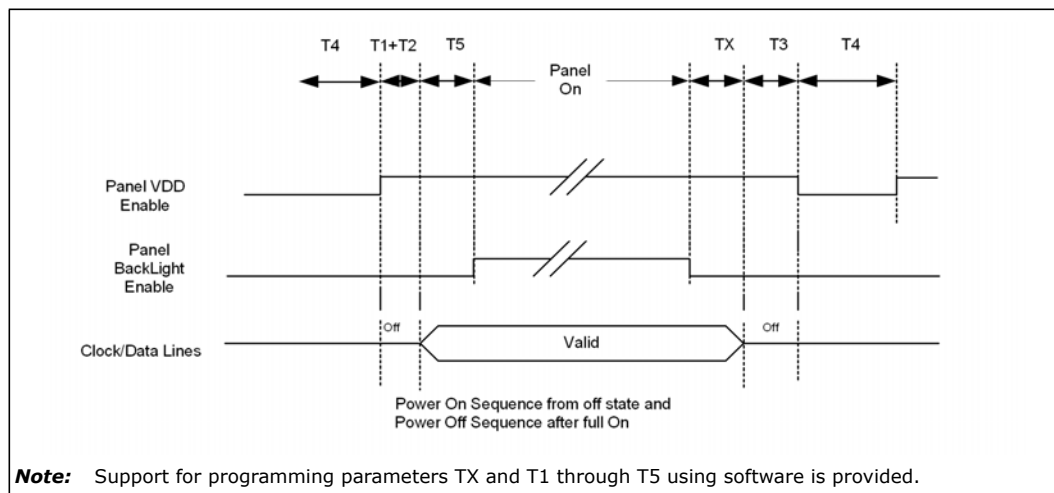 T4 T1+T2 T5 TX T3 T4
Panel
On
Panel VDD
Enable
Panel
BackLight
Enable
Off
Off
Valid
Clock/Data Lines
Power On Sequence from off state and
Power Off Sequence after full On
Note: Support for programming parameters TX and T1 through T5 using software is provided.